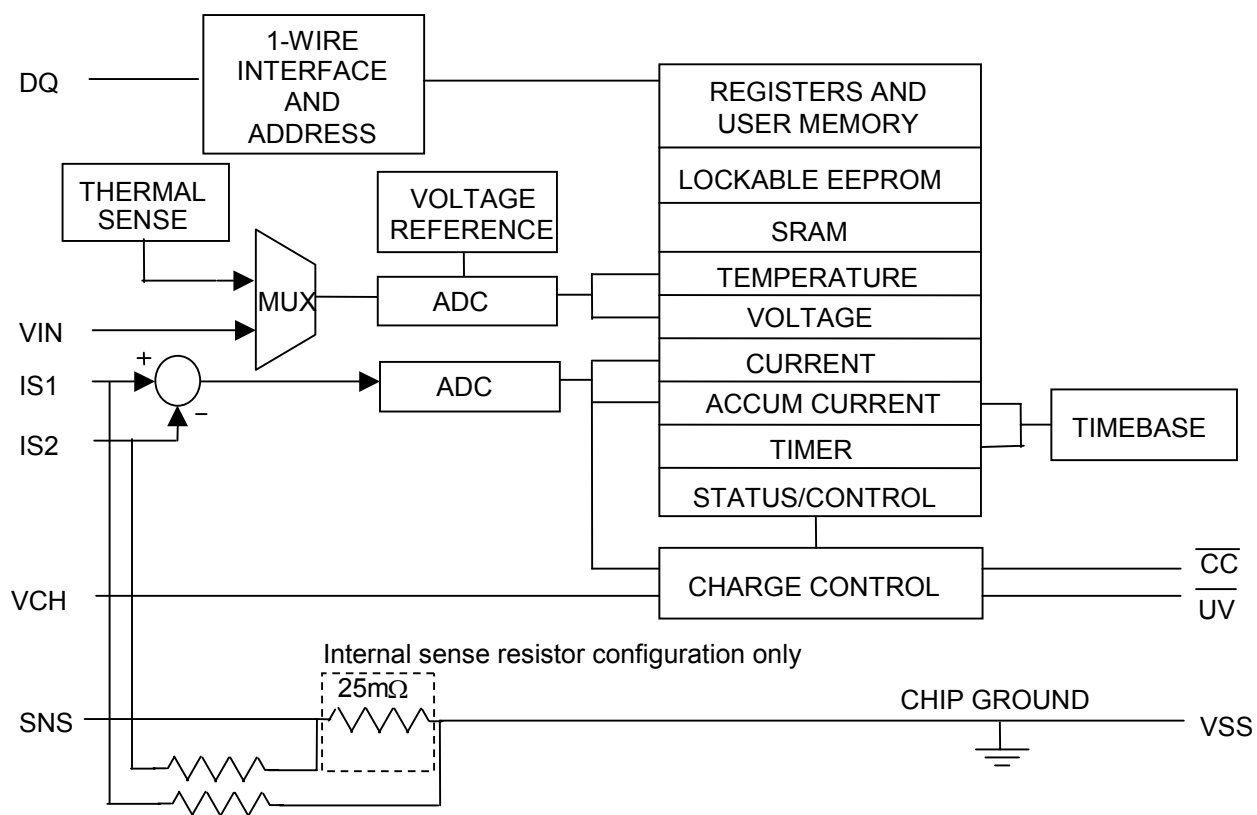 1-WIRE
INTERFACE
AND
ADDRESS
DQ
REGISTERS AND
USER MEMORY
LOCKABLE EEPROM
SRAM
TEMPERATURE
VOLTAGE
CURRENT
ACCUM CURRENT
TIMER
STATUS/CONTROL
THERMAL
SENSE
VOLTAGE
REFERENCE
MUX
ADC
VIN
+
IS1
ADC
−
IS2
TIMEBASE
VCH
CHARGE CONTROL
CC
UV
Internal sense resistor configuration only
25mΩ
SNS
CHIP GROUND
VSS